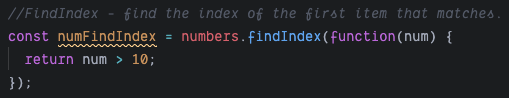 //FindIndex - find the index of the first item that matches.
const numFindIndex = numbers.findIndex(function(num) {
  return num > 10;
});